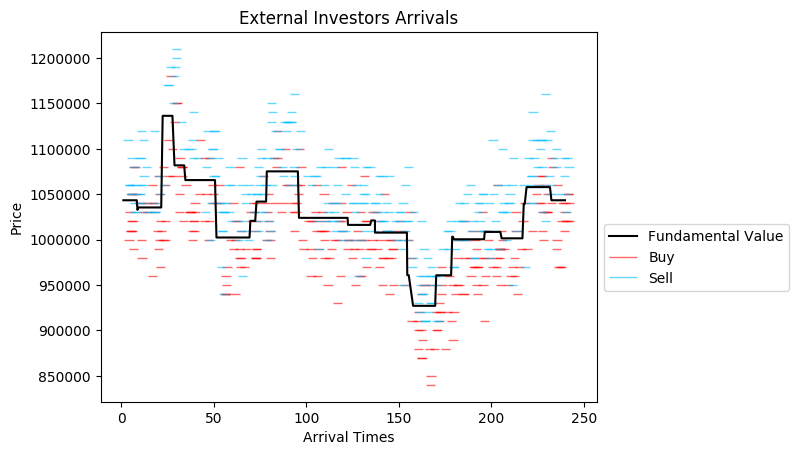 External Investors Arrivals
Price
1200000
1150000
1100000
1050000
1000000
950000
900000
850000
0 50 100 150 200 250
Arrival Times
Fundamental Value
Buy
Sell